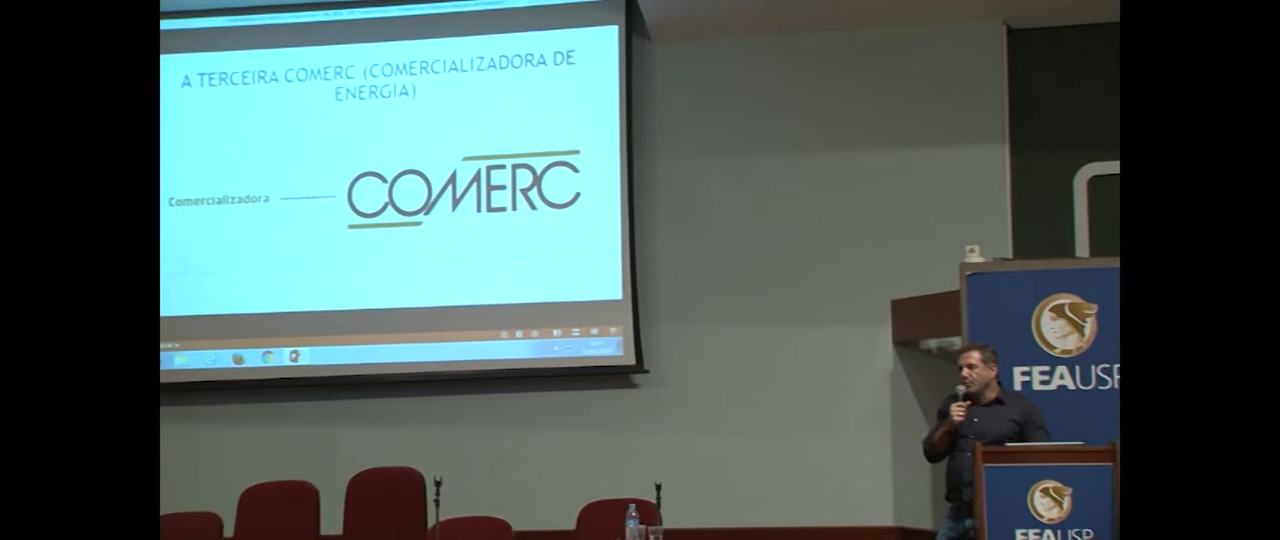 A TERCEIRA COMERC (COMERCIALIZADORA DE
ENERGIA)
Comercializadora ------------- COMERC
FEAUSP
FEAUSP